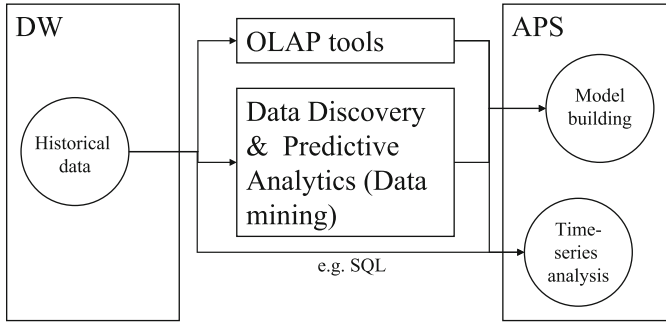 DW
Historical
data
OLAP tools
Data Discovery
& Predictive
Analytics (Data
mining)
e.g. SQL
APS
Model
building
Time-
series
analysis